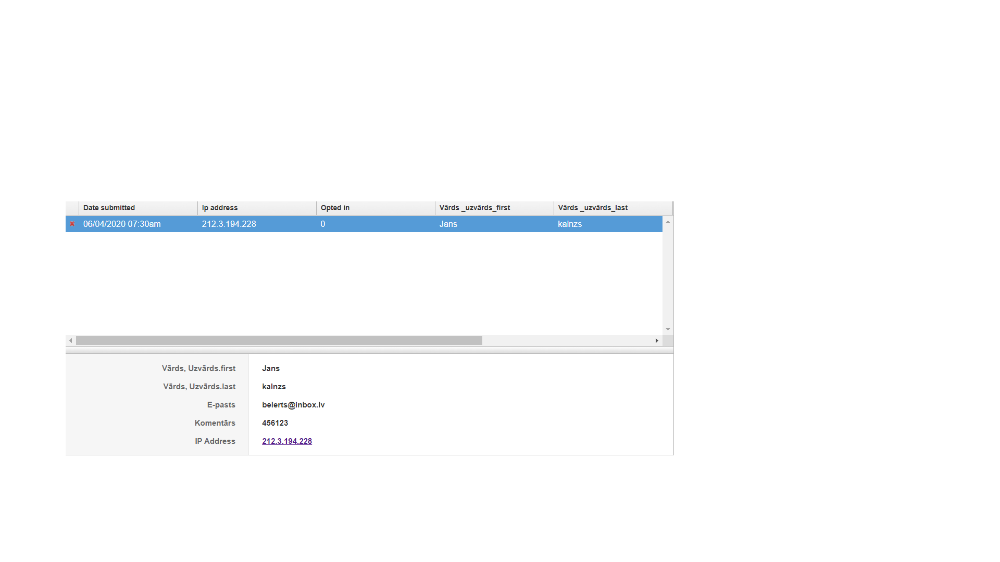 Date submitted Ip address Opted in Vārds _uzvārds_first Vārds _uzvārds_last
06/04/2020 07:30am 212.3.194.228 0 Jans kalnzs
Vārds, Uzvārds.first Jans
Vārds, Uzvārds.last kalnzs
E-pasts belerts@inbox.lv
Komentārs 456123
IP Address 212.3.194.228